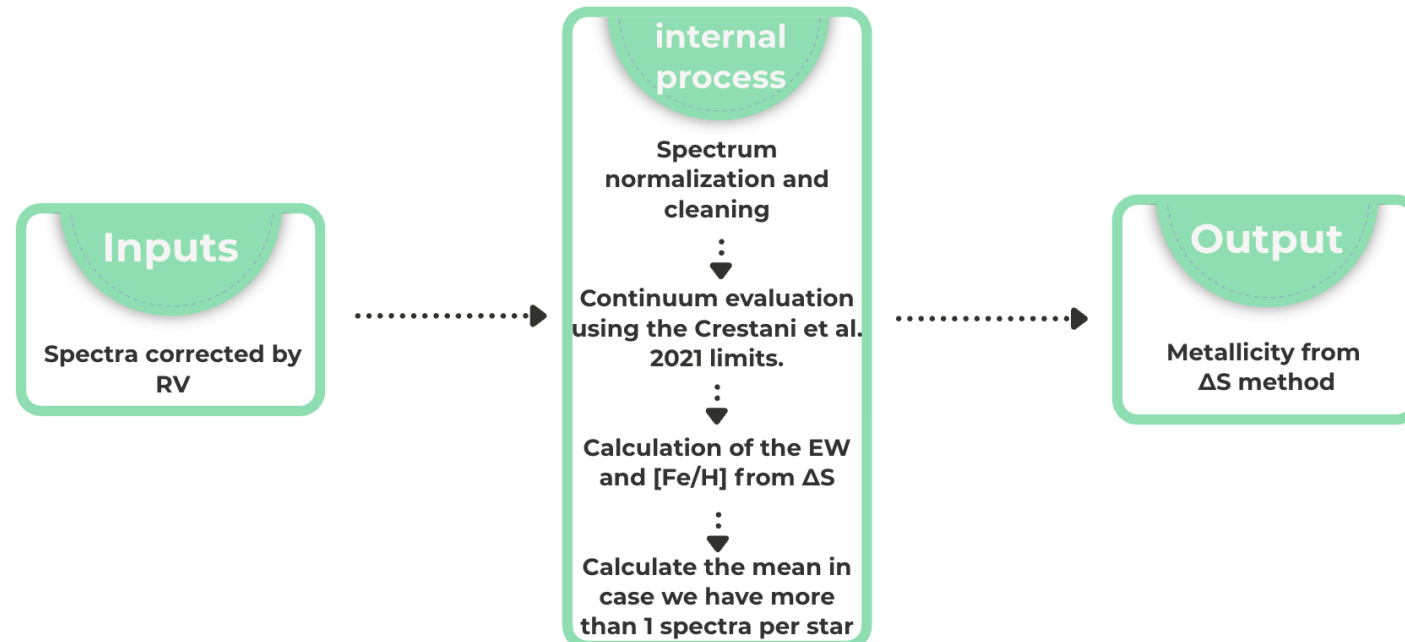 Inputs
Spectra corrected by
RV
internal
process
Spectrum
normalization and
cleaning
Continuum evaluation
using the Crestani et al.
2021 limits.
Calculation of the EW
and [Fe/H] from ΔS
Calculate the mean in
case we have more
than 1 spectra per star
Output
Metallicity from
ΔS method